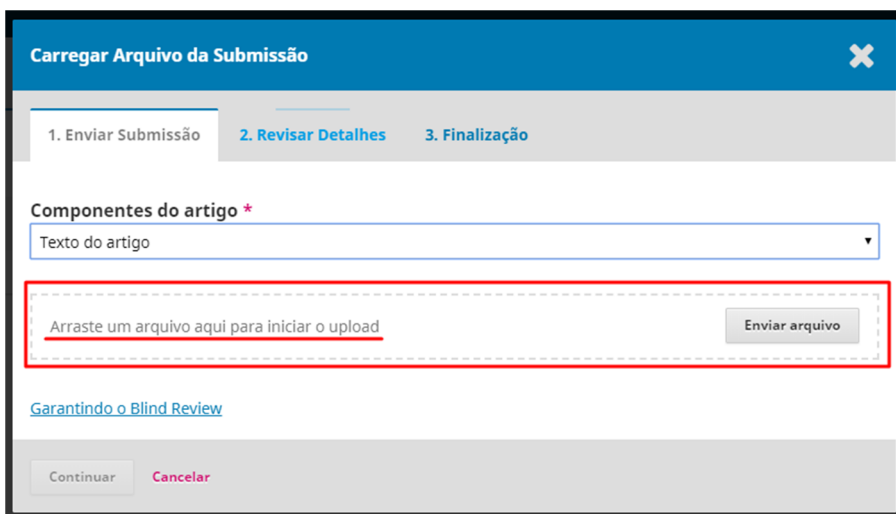 Carregar Arquivo da Submissão
1. Enviar Submissão 2. Revisar Detalhes 3. Finalização
Componentes do artigo *
Texto do artigo
Arraste um arquivo aqui para iniciar o upload Enviar arquivo
Garantindo o Blind Review
Continuar Cancelar